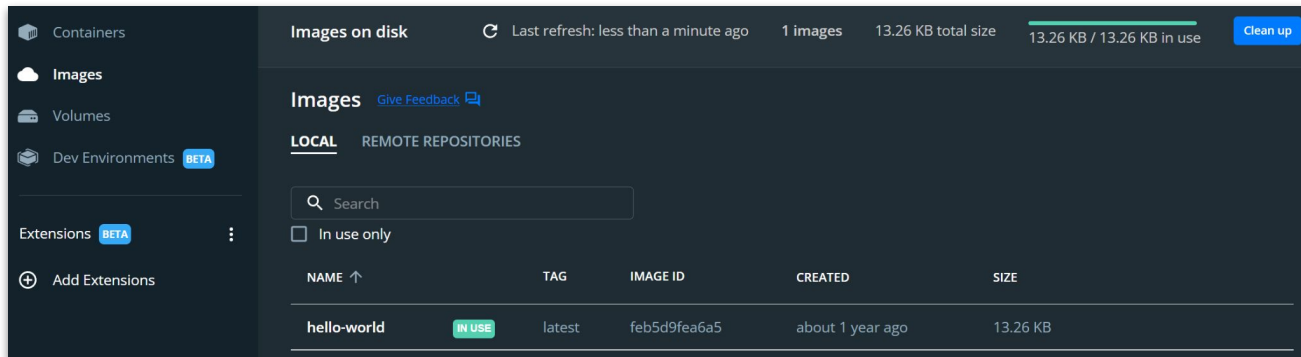 Containers
Images
Volumes
Dev Environments BETA
Extensions BETA
Add Extensions
Images on disk Last refresh: less than a minute ago 1 images 13.26 KB total size 13.26 KB / 13.26 KB in use Clean up
Images Give Feedback
LOCAL REMOTE REPOSITORIES
Search
In use only
NAME TAG IMAGE ID CREATED SIZE
hello-world IN USE latest feb5d9fea6a5 about 1 year ago 13.26 KB